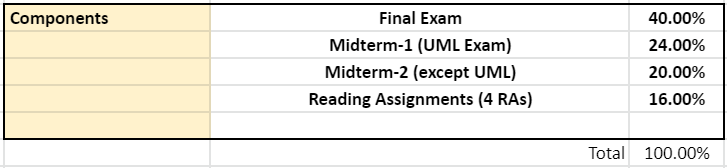 Components Final Exam 40.00%
Midterm-1 (UML Exam) 24.00%
Midterm-2 (except UML) 20.00%
Reading Assignments (4 RAs) 16.00%
Total 100.00%